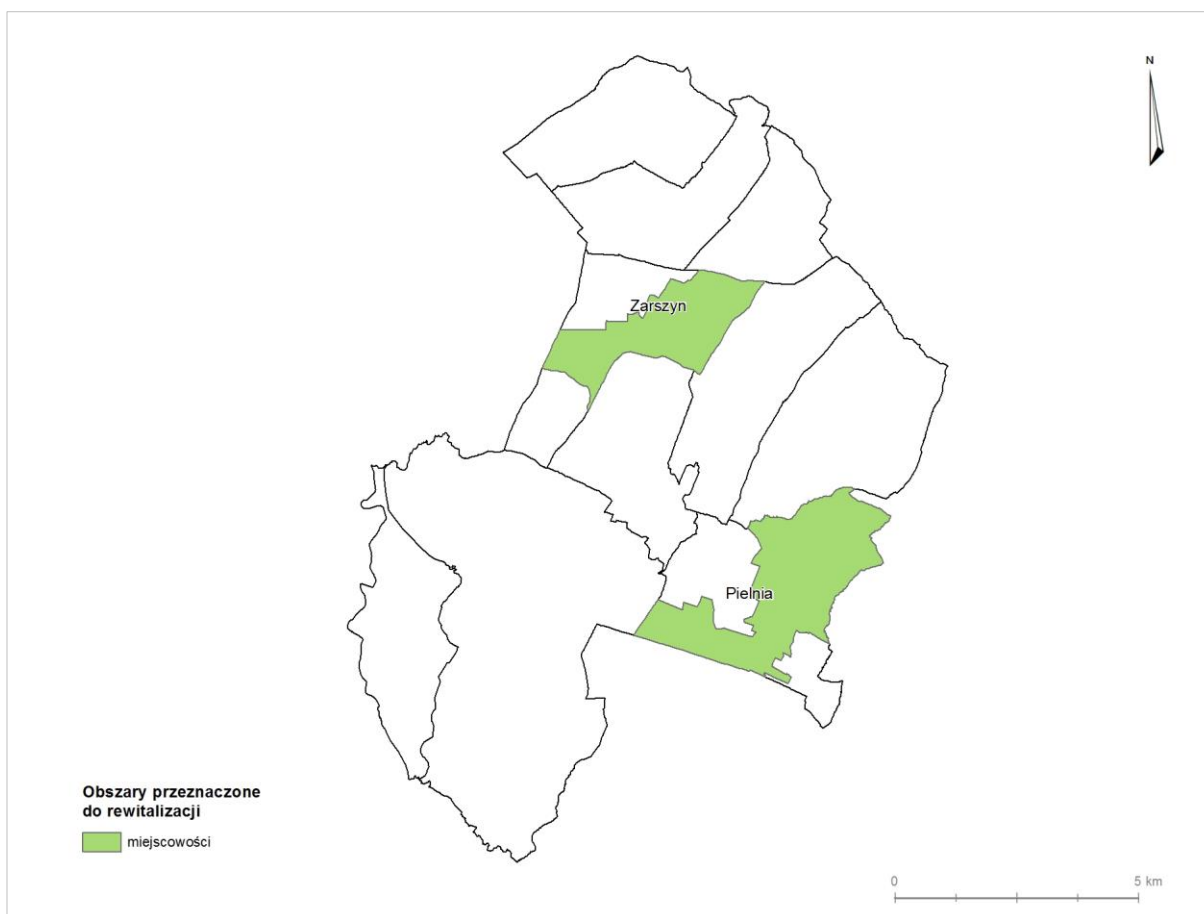 N
Zarszyn
Pielnia
Obszary przeznaczone
do rewitalizacji
miejscowości
0
5 km